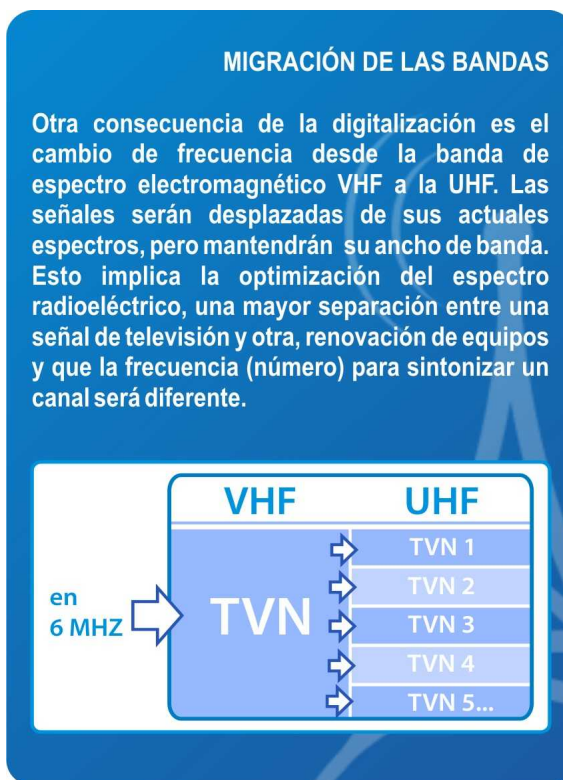 MIGRACIÓN DE LAS BANDAS
Otra consecuencia de la digitalización es el
cambio de frecuencia desde la banda de
espectro electromagnético VHF a la UHF. Las
señales serán desplazadas de sus actuales
espectros, pero mantendrán su ancho de banda.
Esto implica la optimización del espectro
radioeléctrico, una mayor separación entre una
señal de televisión y otra, renovación de equipos
y que la frecuencia (número) para sintonizar un
canal será diferente.
VHF UHF
en
6 MHZ
TVN
TVN 1
TVN 2
TVN 3
TVN 4
TVN 5...